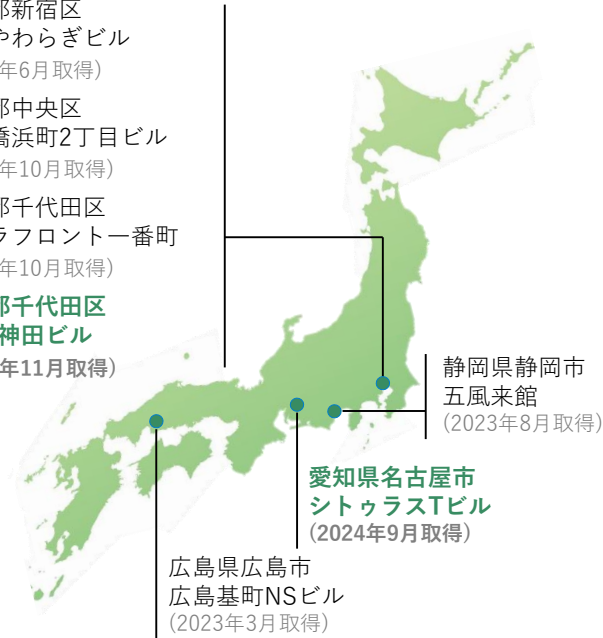 都新宿区
やわらぎビル
年6月取得)
都中央区
橋浜町2丁目ビル
年10月取得)
都千代田区
ラフロント一番町
年10月取得)
都千代田区
神田ビル
年11月取得)
静岡県静岡市
五風来館
(2023年8月取得)
愛知県名古屋市
シトゥラスTビル
(2024年9月取得)
広島県広島市
広島基町NSビル
(2023年3月取得)